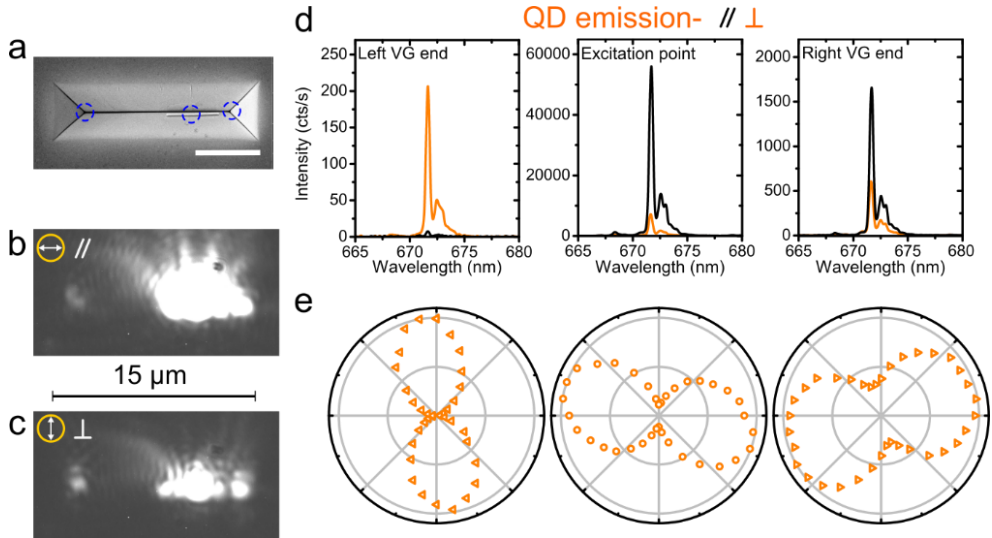 a
b
//
15 μm
c
⊥
d
QD emission- // ⊥
Left VG end
Excitation point
Right VG end
Intensity (cts/s)
250
200
150
100
50
0
60000
40000
20000
0
2000
1500
1000
500
0
665 670 675 680
665 670 675 680
665 670 675 680
Wavelength (nm)
Wavelength (nm)
Wavelength (nm)
e